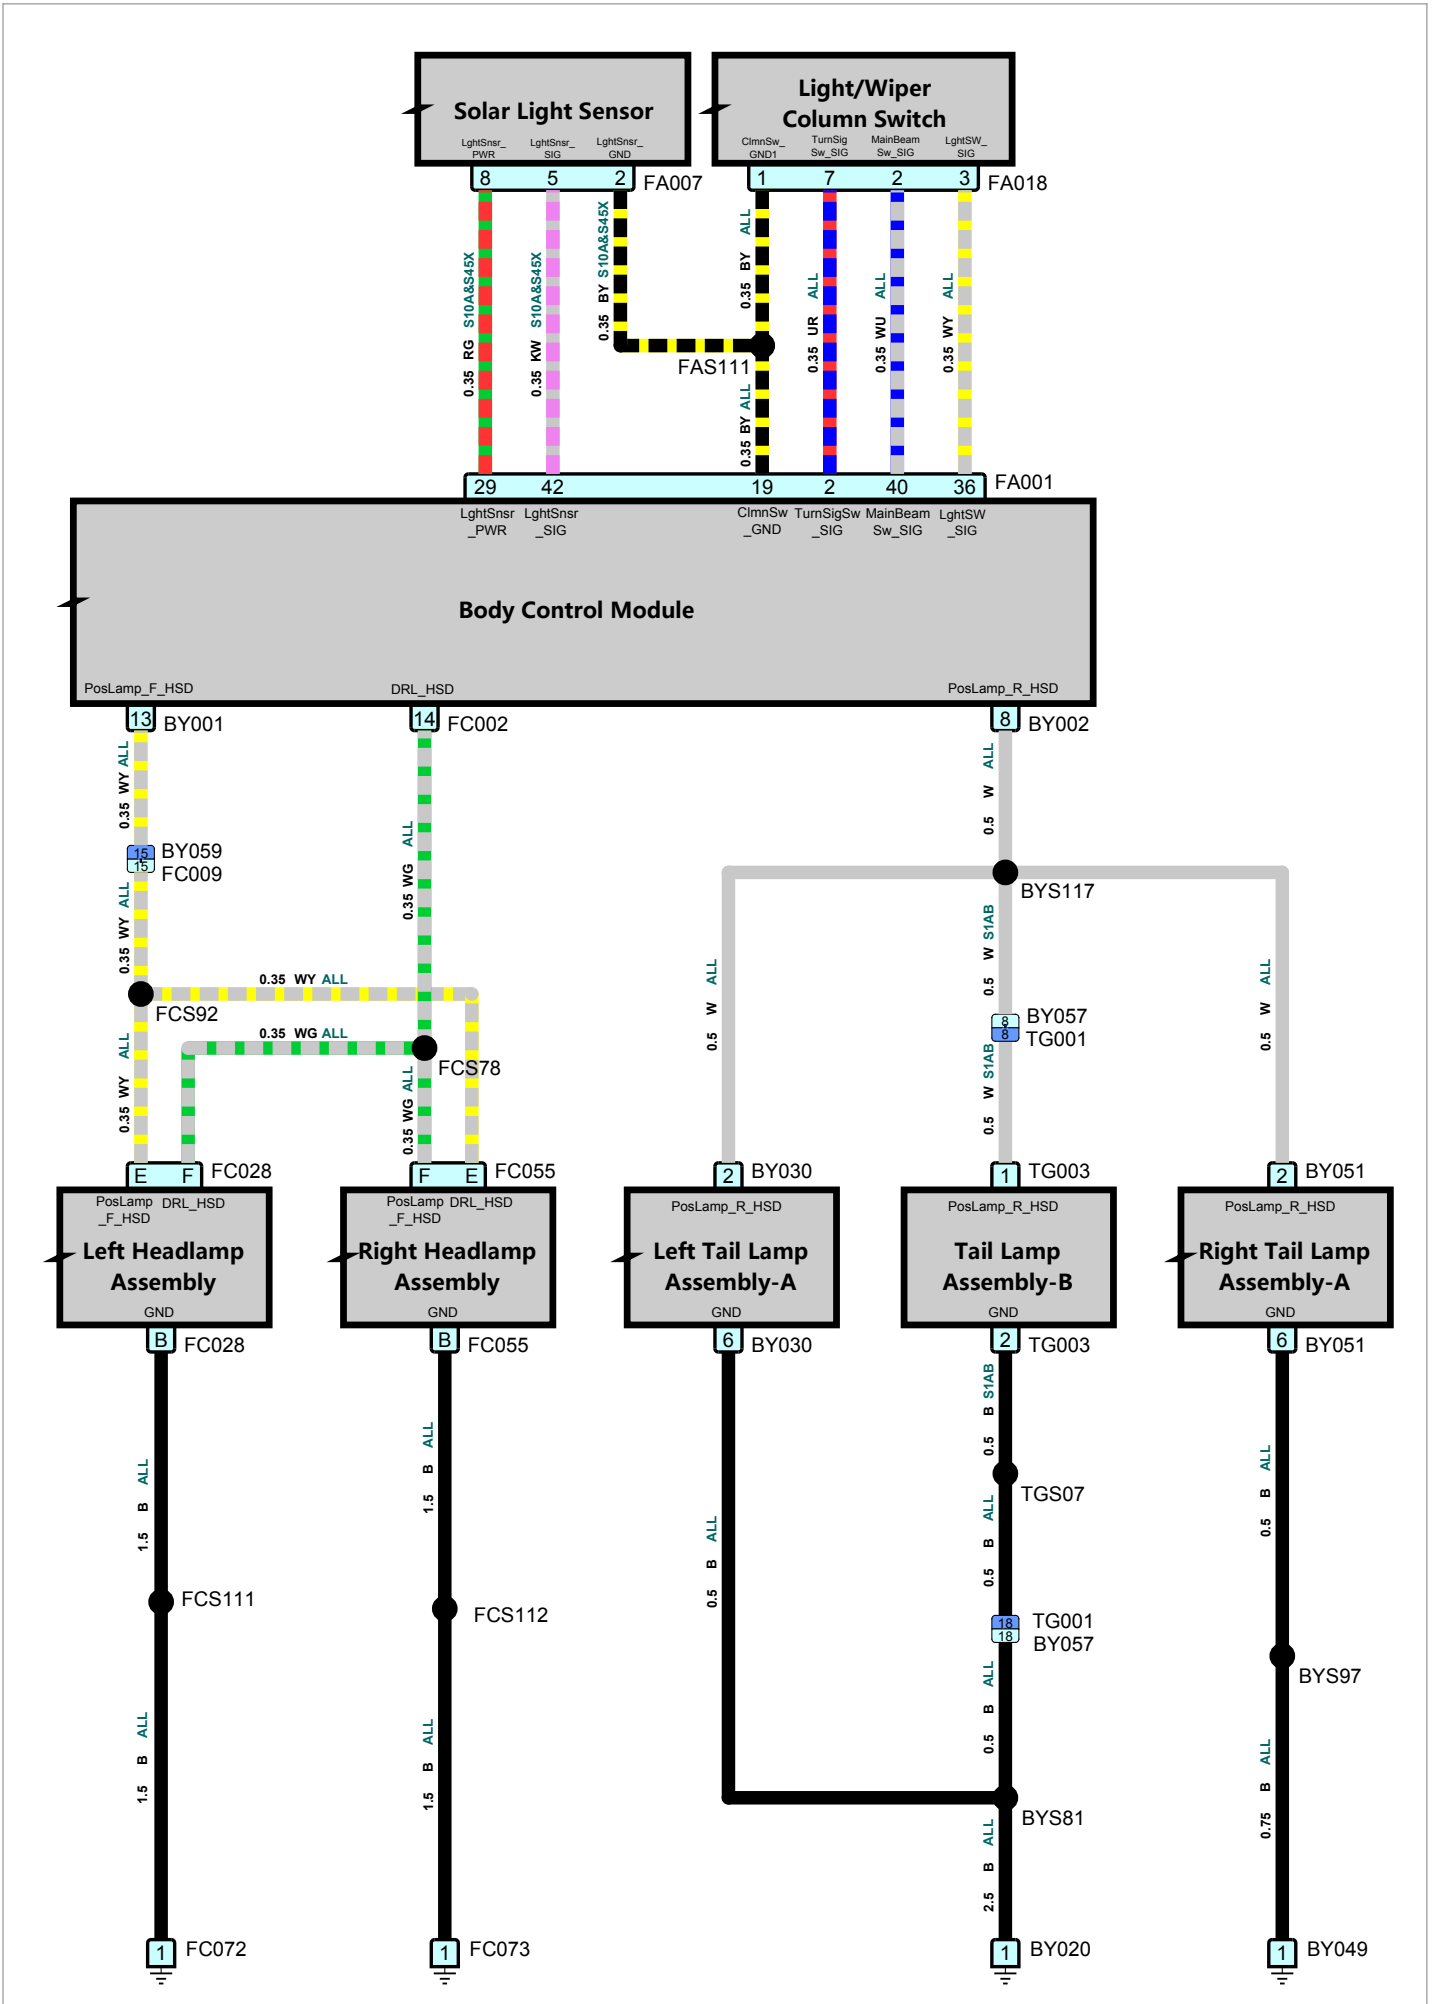 Solar Light Sensor
LghtSnsr_
PWR
LghtSnsr_
SIG
LghtSnsr_
GND
8 5 2 FA007
Light/Wiper
Column Switch
ClmnSw_
GND1
TurnSig
Sw_SIG
MainBeam
Sw_SIG
LghtSW_
SIG
1 7 2 3 FA018
0.35 RG S10A&S45X
0.35 KW S10A&S45X
0.35 BY S10A&S45X
0.35 BY ALL
0.35 UR ALL
0.35 WU ALL
0.35 WY ALL
FAS111
0.35 BY ALL
29 42 19 2 40 36 FA001
LghtSnsr
_PWR
LghtSnsr
_SIG
ClmnSw
_GND
TurnSigSw
_SIG
MainBeam
Sw_SIG
LghtSW
_SIG
Body Control Module
PosLamp_F_HSD
DRL_HSD
PosLamp_R_HSD
13 BY001
14 FC002
8 BY002
0.35 WY ALL
0.35 WG ALL
0.5 W ALL
15 BY059
15 FC009
BYS117
0.35 WY ALL
0.35 WY ALL
FCS92
0.35 WG ALL
FCS78
0.35 WY ALL
0.35 WG ALL
0.5 W ALL
0.5 W S1AB
8 BY057
8 TG001
0.5 W S1AB
0.5 W ALL
E F FC028
F E FC055
2 BY030
1 TG003
2 BY051
PosLamp
_F_HSD
DRL_HSD
Left Headlamp
Assembly
GND
B FC028
PosLamp
_F_HSD
DRL_HSD
Right Headlamp
Assembly
GND
B FC055
PosLamp_R_HSD
Left Tail Lamp
Assembly-A
GND
6 BY030
PosLamp_R_HSD
Tail Lamp
Assembly-B
GND
2 TG003
PosLamp_R_HSD
Right Tail Lamp
Assembly-A
GND
6 BY051
1.5 B ALL
FCS111
1.5 B ALL
1 FC072
1.5 B ALL
FCS112
1.5 B ALL
1 FC073
0.5 B ALL
0.5 B S1AB
TGS07
0.5 B ALL
18 TG001
18 BY057
0.5 B ALL
BYS81
2.5 B ALL
1 BY020
0.5 B ALL
BYS97
0.75 B ALL
1 BY049